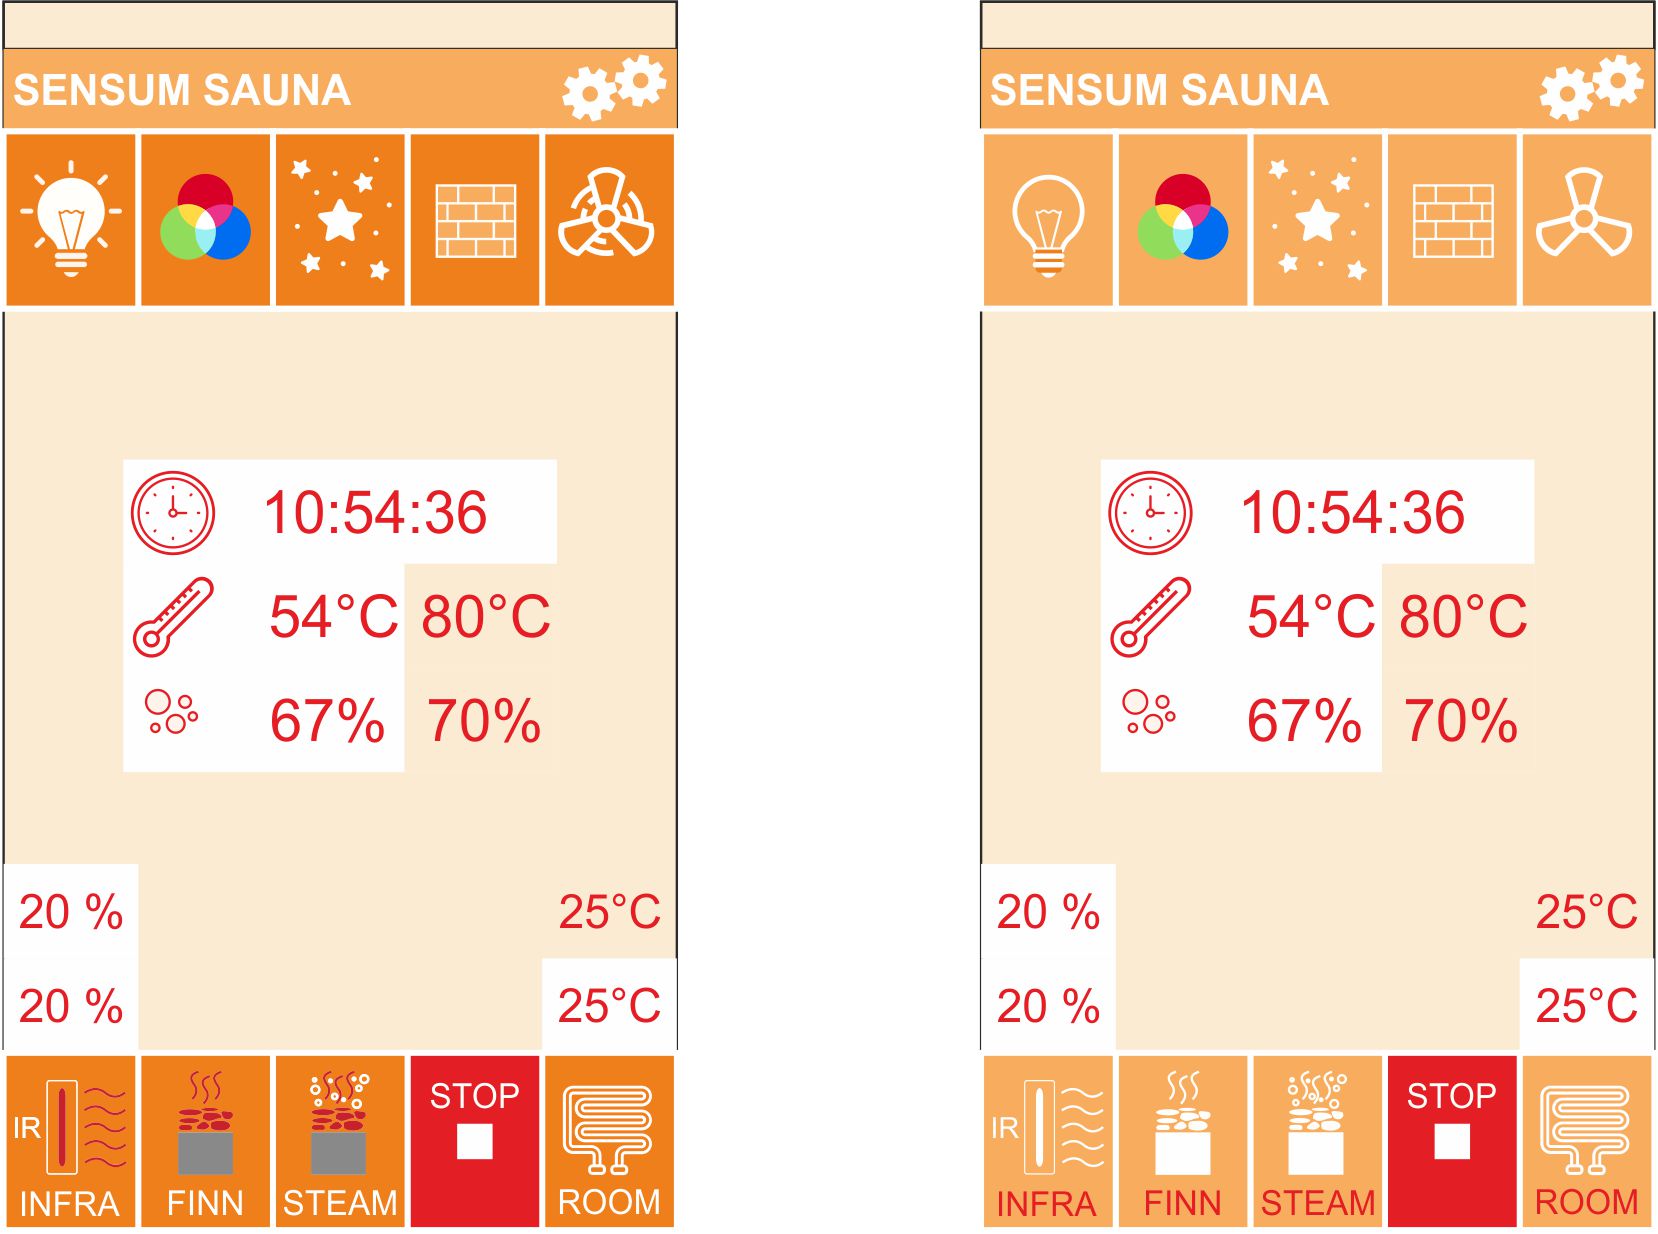 SENSUM SAUNA
10:54:36
54°C 80°C
67% 70%
20 % 25°C
20 % 25°C
IR
INFRA
FINN
STEAM
STOP
ROOM
SENSUM SAUNA
10:54:36
54°C 80°C
67% 70%
20 % 25°C
20 % 25°C
IR
INFRA
FINN
STEAM
STOP
ROOM